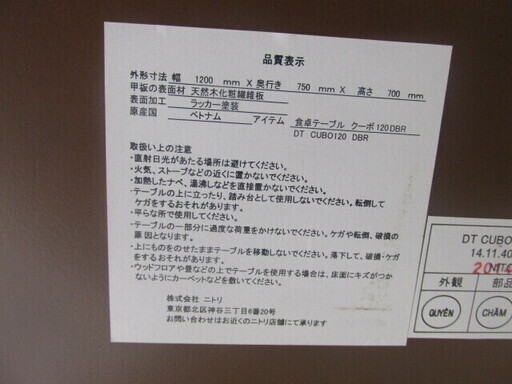 品質表示
外形寸法 幅 1200 mm X 奥行き 750 mm X 高さ 700 mm
甲板の表面材 天然木化粧繊維板
表面加工 ラッカー塗装
原産国 ベトナム アイテム 食卓テーブル クーボ120DBR
DT CUBO120 DBR
取扱い上の注意
・直射日光があたる場所は避けてください。
・火気、ストーブなどの近くに置かないでください。
・加熱したナベ、湯沸しなどを直接置かないでください。
・テーブルの上に立ったり、踏み台として使用しないでください。転倒して
ケガをするおそれがあります。
・平らな所で使用してください。
・テーブルの一部分に過度な荷重をかけないでください。ケガや転倒、破損の
原因となります。
・上にものをのせたままテーブルを移動しないでください。落下して、破損・ケガ
をするおそれがあります。
・ウッドフロアや畳などの上でテーブルを使用する場合は、床面にキズがつか
ないようにカーペットなどを敷いてください。
株式会社 ニトリ
東京都北区神谷三丁目6番20号
お問い合わせはお近くのニトリ店舗にて承ります
DT CUBO
14.11.40
外観 部品
QUYÊN CHĂM